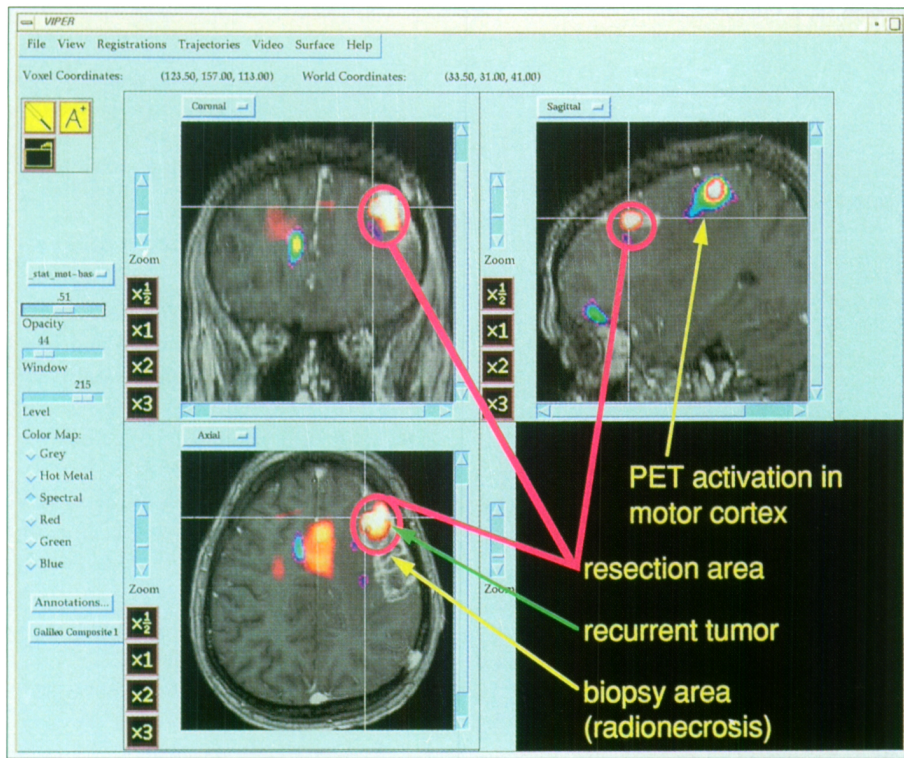 VIPER
File View Registrations Trajectories Video Surface Help
Voxel Coordinates: (123.50, 157.00, 113.00) World Coordinates: (33.50, 31.00, 41.00)
Coronal
Sagittal
A+
Zoom
Zoom
_stat_mot-bas
.51
Opacity
44
Window
215
Level
x½
x1
x2
x3
x½
x1
x2
x3
Color Map:
Grey
Hot Metal
Spectral
Red
Green
Blue
Axial
Zoom
Zoom
Annotations...
Galileo Composite 1
x½
x1
x2
x3
PET activation in
motor cortex
resection area
recurrent tumor
biopsy area
(radionecrosis)